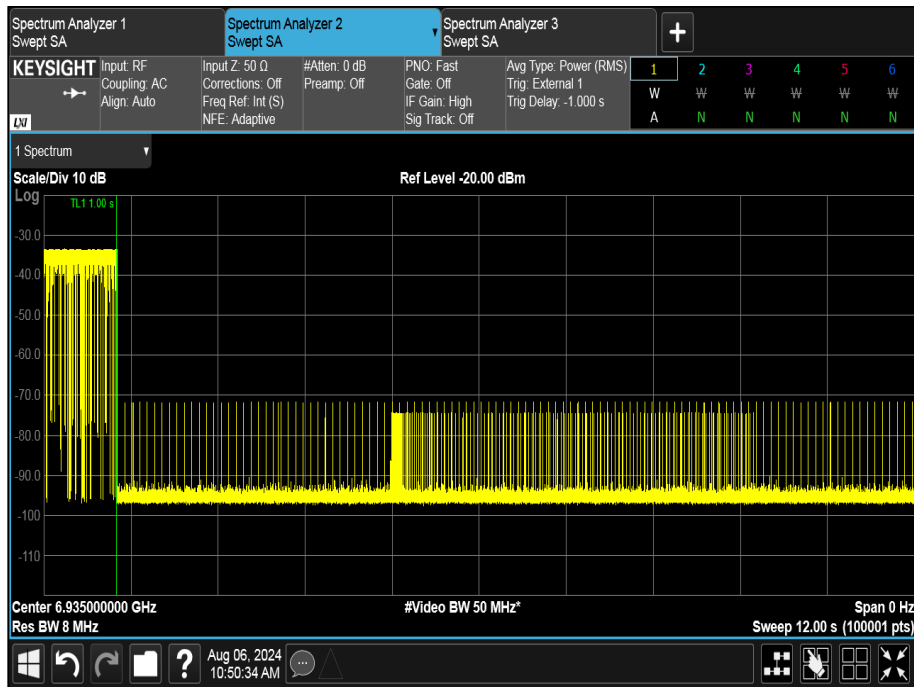 Spectrum Analyzer 1
Swept SA
Spectrum Analyzer 2
Swept SA
Spectrum Analyzer 3
Swept SA
+
KEYSIGHT
LXI
Input: RF
Coupling: AC
Align: Auto
Input Z: 50 Ω
Corrections: Off
Freq Ref: Int (S)
NFE: Adaptive
#Atten: 0 dB
Preamp: Off
PNO: Fast
Gate: Off
IF Gain: High
Sig Track: Off
Avg Type: Power (RMS)
Trig: External 1
Trig Delay: -1.000 s
1 2 3 4 5 6
W W W W W W
A N N N N N
1 Spectrum
Scale/Div 10 dB
Ref Level -20.00 dBm
Log
TL1 1.00 s
-30.0
-40.0
-50.0
-60.0
-70.0
-80.0
-90.0
-100
-110
Center 6.935000000 GHz
#Video BW 50 MHz*
Span 0 Hz
Res BW 8 MHz
Sweep 12.00 s (100001 pts)
?
Aug 06, 2024
10:50:34 AM